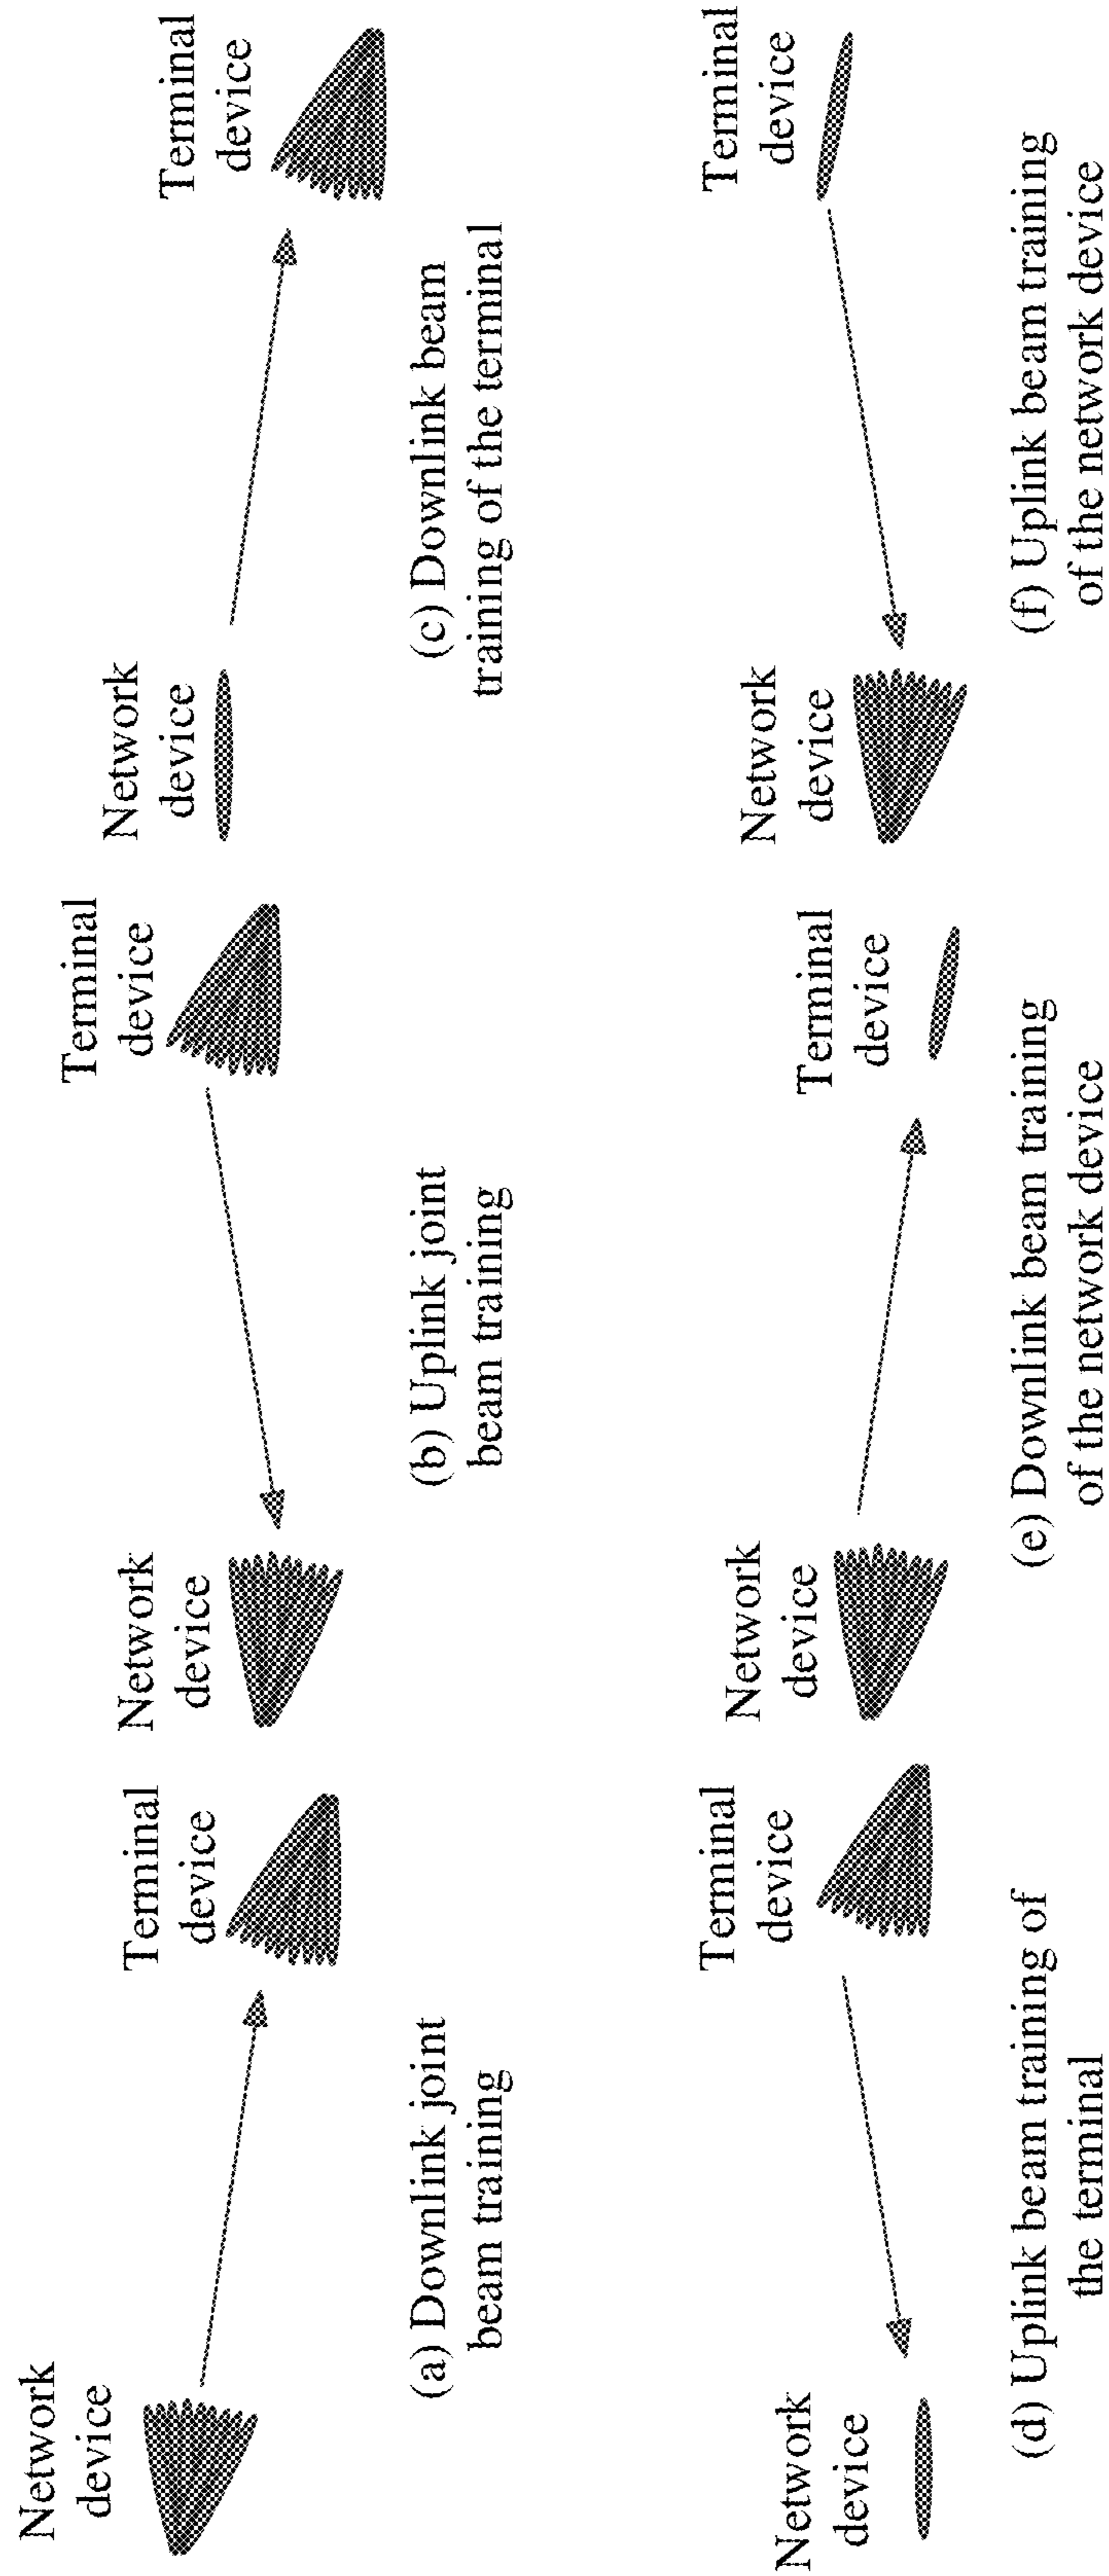 Network
device
Terminal
device
(a) Downlink joint
beam training
Network
device
Terminal
device
(b) Uplink joint
beam training
Network
device
Terminal
device
(c) Downlink beam
training of the terminal
Network
device
Terminal
device
(d) Uplink beam training of
the terminal
Network
device
Terminal
device
(e) Downlink beam training
of the network device
Network
device
Terminal
device
(f) Uplink beam training
of the network device